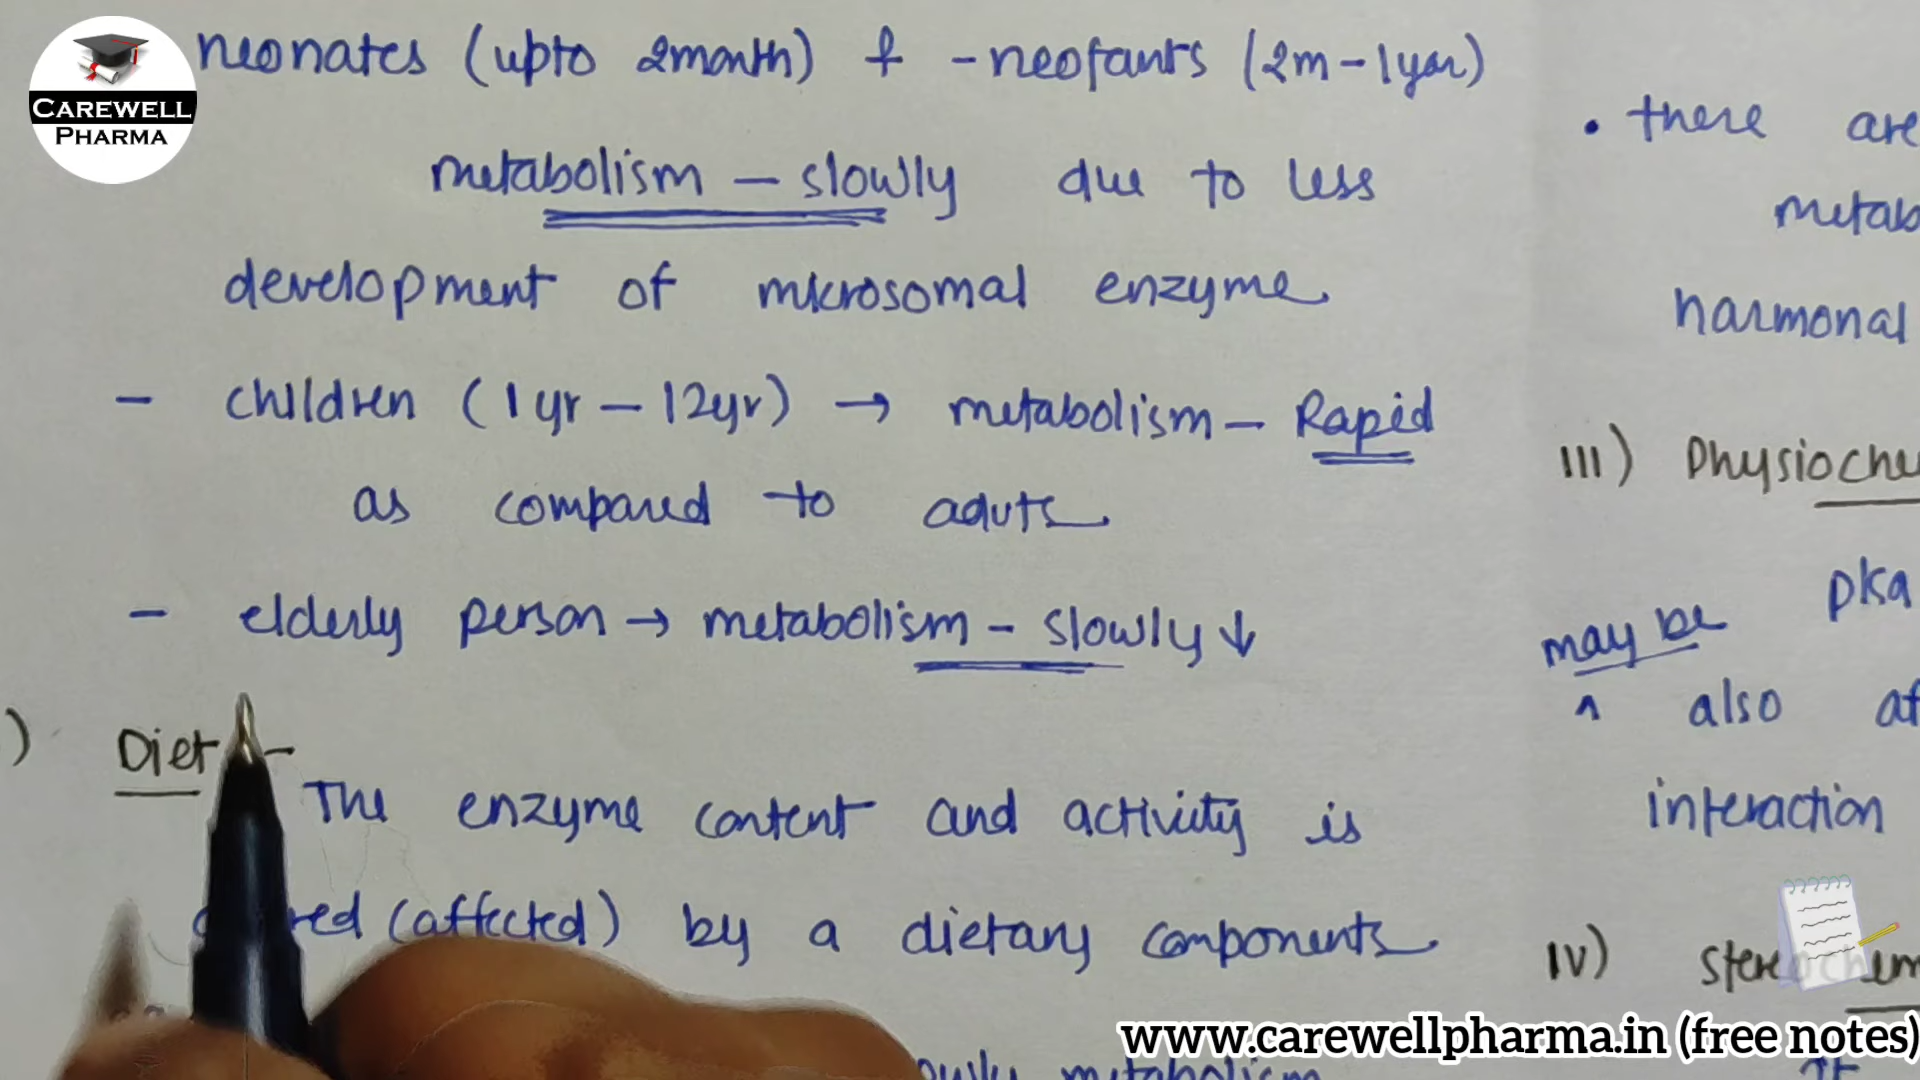 CAREWELL
PHARMA
neonates (upto 2month) & - neofants (2m - 1year)
metabolism - slowly due to less
development of microsomal enzyme.
- children (1yr - 12yr) → metabolism - Rapid
as compared to aduts.
- elderly person → metabolism - slowly ↓
) Diet -
The enzyme content and activity is
(affected) by a dietary components.
metabolism
• there are
metab
harmonal
III) Physioche
may be pka
^ also af
interaction
IV) Stereochem
www.carewellpharma.in (free notes)